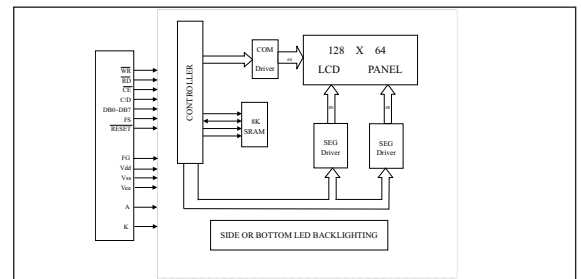 WR
RD
CE
C/D
DB0~DB7
FS
RESET
FG
Vdd
Vss
Vee
A
K
CONTROLLER
COM
Driver
64
128 X 64
LCD PANEL
8K
SRAM
SEG
Driver
SEG
Driver
SIDE OR BOTTOM LED BACKLIGHTING